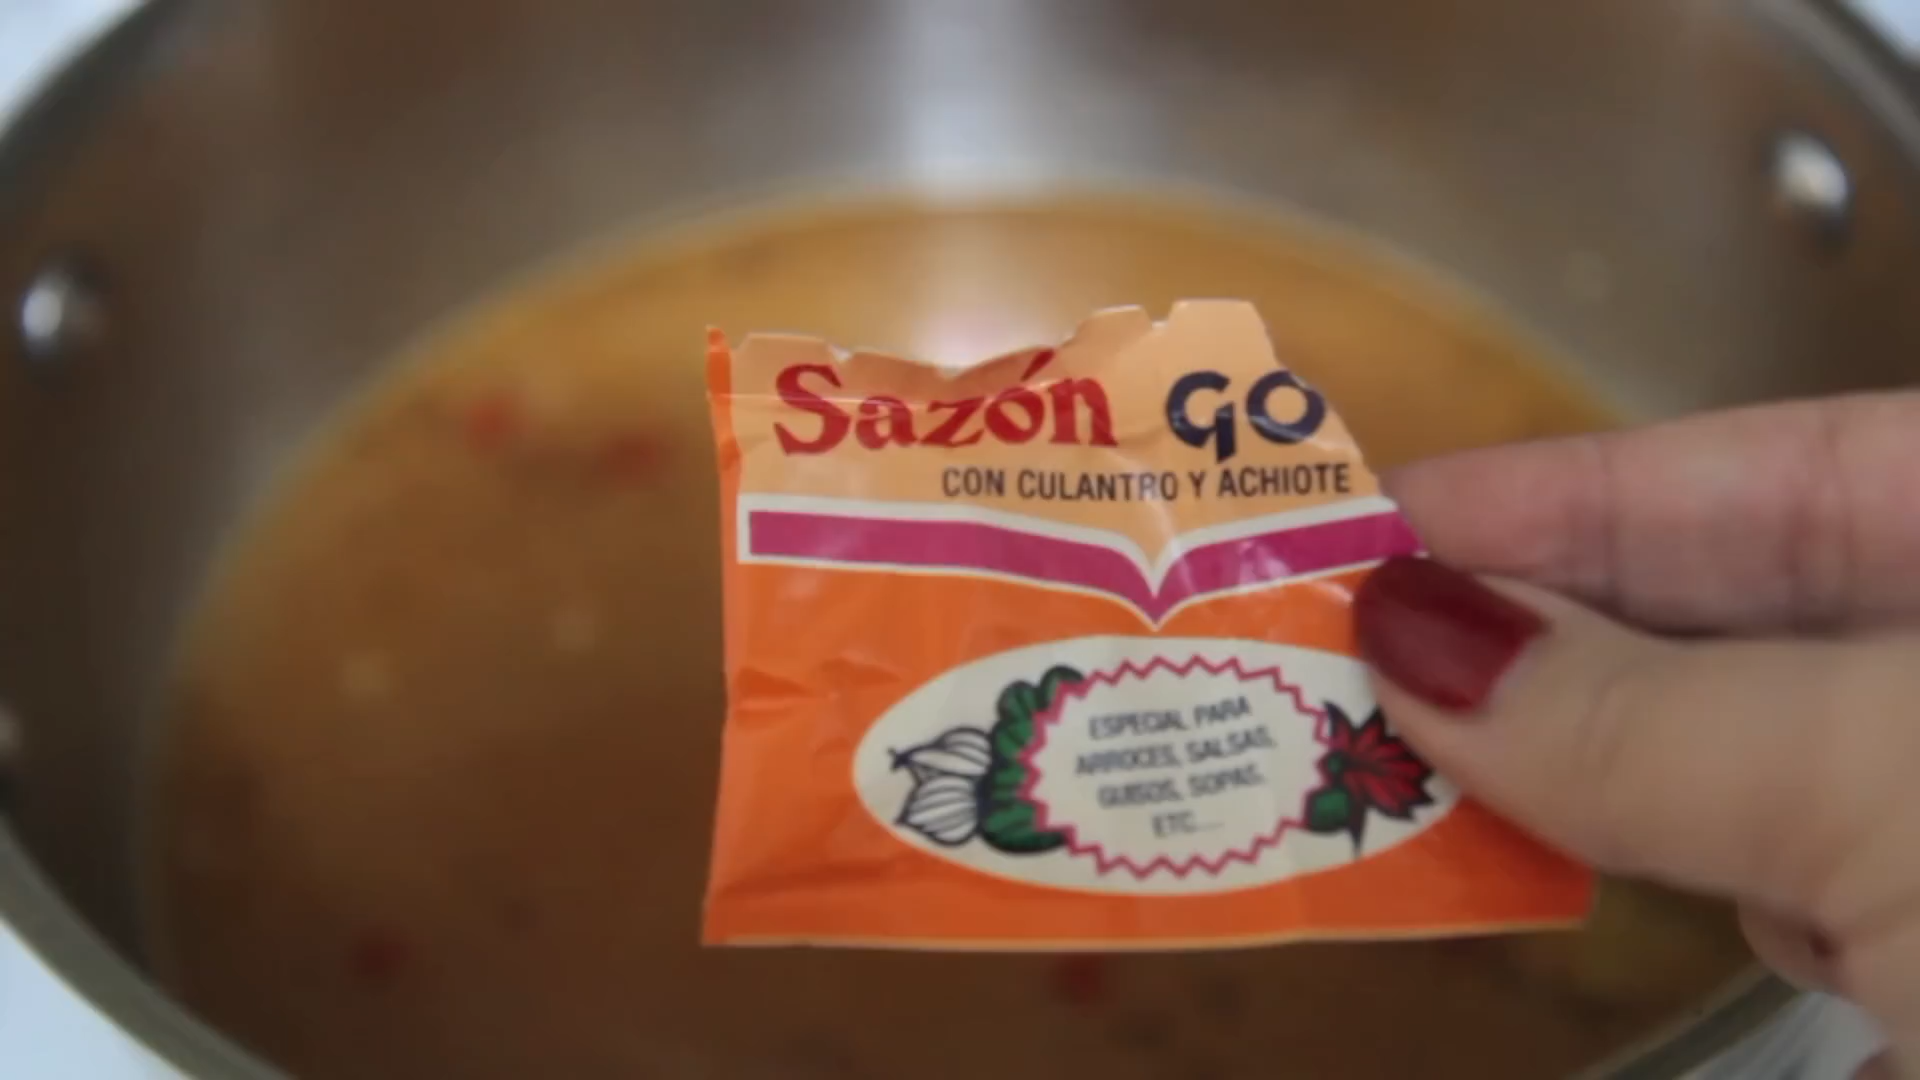 Sazón GO
CON CULANTRO Y ACHIOTE
ESPECIAL PARA
ARROCES, SALSAS,
GUISOS, SOPAS,
ETC....